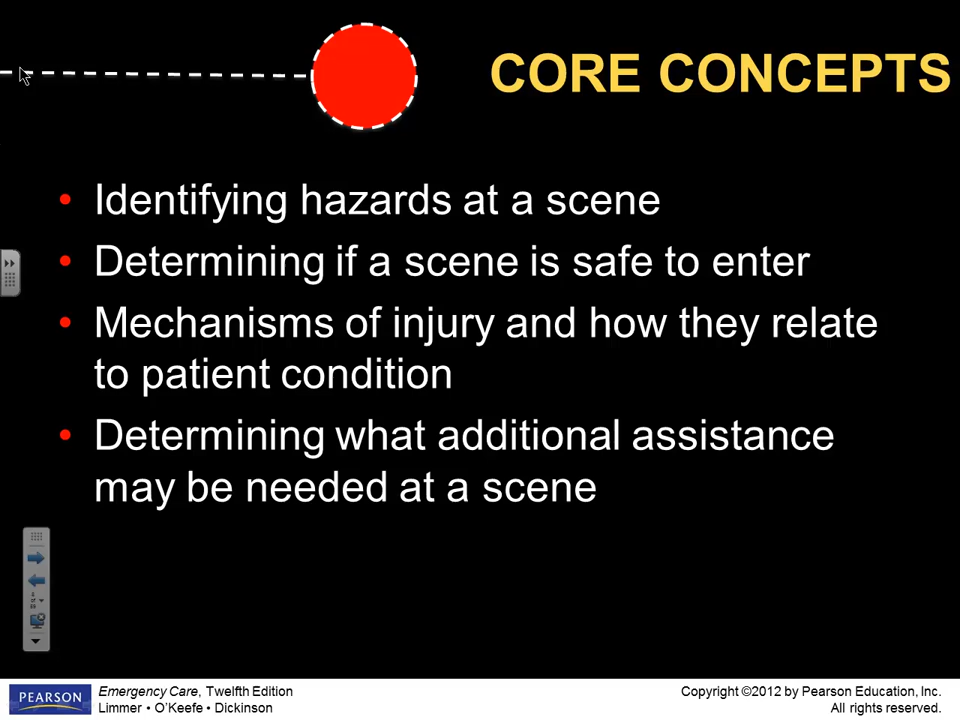 CORE CONCEPTS
• Identifying hazards at a scene
• Determining if a scene is safe to enter
• Mechanisms of injury and how they relate
to patient condition
• Determining what additional assistance
may be needed at a scene
PEARSON
Emergency Care, Twelfth Edition
Limmer • O'Keefe • Dickinson
Copyright ©2012 by Pearson Education, Inc.
All rights reserved.